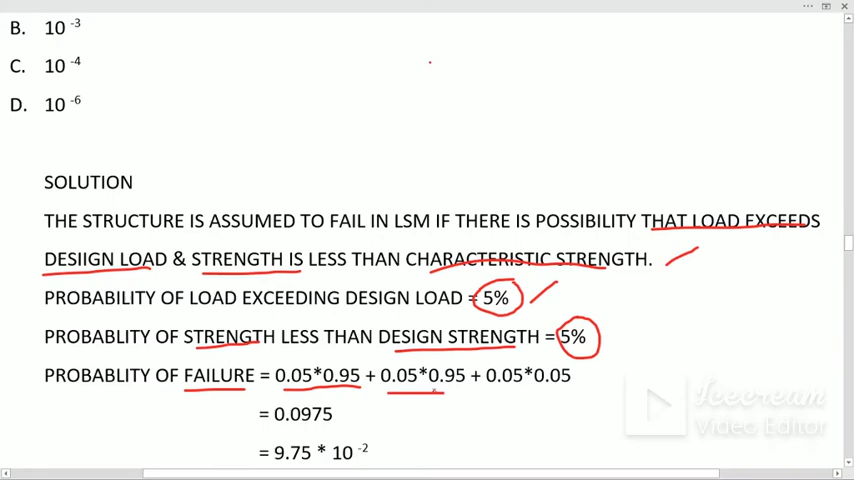 B. 10 -3
C. 10 -4
D. 10 -6
SOLUTION
THE STRUCTURE IS ASSUMED TO FAIL IN LSM IF THERE IS POSSIBILITY THAT LOAD EXCEEDS
DESIIGN LOAD & STRENGTH IS LESS THAN CHARACTERISTIC STRENGTH.
PROBABILITY OF LOAD EXCEEDING DESIGN LOAD = 5%
PROBABLITY OF STRENGTH LESS THAN DESIGN STRENGTH = 5%
PROBABLITY OF FAILURE = 0.05*0.95 + 0.05*0.95 + 0.05*0.05
= 0.0975
= 9.75 * 10 -2
Icecream
Video Editor